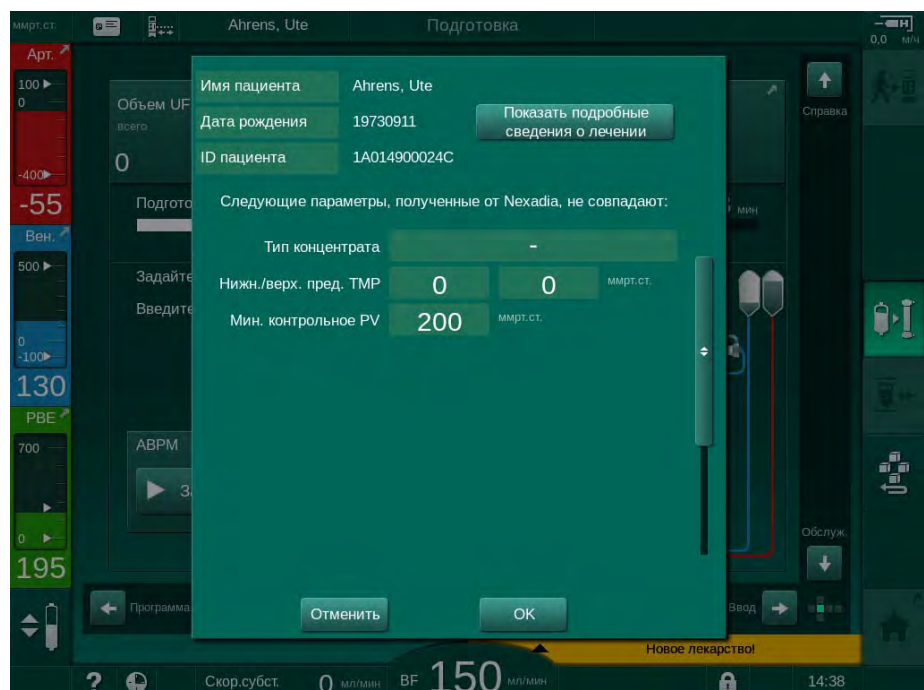 ммрт.ст.
Ahrens, Ute
Подготовка
0,0 м/ч
Арт.
100
0
-400
-55
Вен.
500
0
-100
130
PBE
700
0
195
Объем UF
всего
0
Имя пациента Ahrens, Ute
Дата рождения 19730911
Показать подробные
сведения о лечении
ID пациента 1A014900024C
Подгото
мин
Следующие параметры, полученные от Nexadia, не совпадают:
Тип концентрата -
Задайте
Нижн./верх. пред. TMP 0 0 ммрт.ст.
Введите
Мин. контрольное PV 200 ммрт.ст.
ABPM
За
Отменить
OK
Справка
Обслуж.
Программа
Ввод
Новое лекарство!
?
Скор.субст. 0 мл/мин BF 150 мл/мин
14:38
H